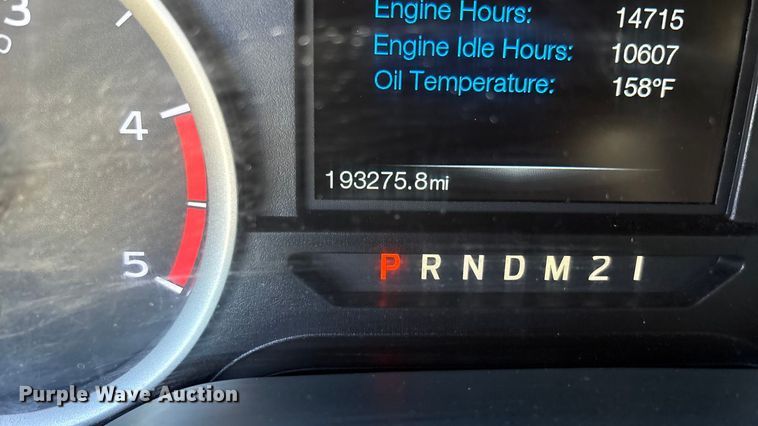 3
4
5
Engine Hours: 14715
Engine Idle Hours: 10607
Oil Temperature: 158°F
193275.8mi
P R N D M 2 1
Purple Wave Auction